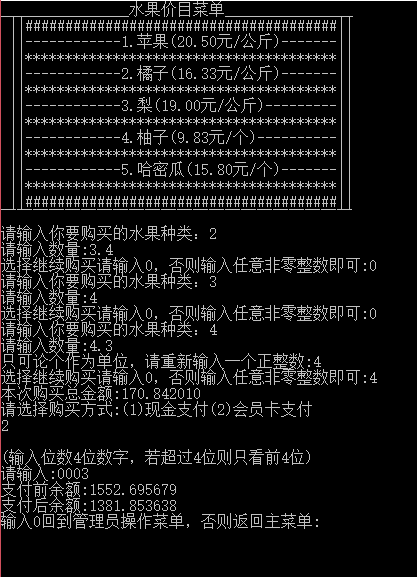 水果价目菜单
||#######################################||
||------------1.苹果(20.50元/公斤)-------||
||***************************************||
||------------2.橘子(16.33元/公斤)-------||
||***************************************||
||------------3.梨(19.00元/公斤)---------||
||***************************************||
||------------4.柚子(9.83元/个)----------||
||***************************************||
||------------5.哈密瓜(15.80元/个)-------||
||***************************************||
||#######################################||
请输入你要购买的水果种类: 2
请输入数量:3.4
选择继续购买请输入0, 否则输入任意非零整数即可:0
请输入你要购买的水果种类: 3
请输入数量:4
选择继续购买请输入0, 否则输入任意非零整数即可:0
请输入你要购买的水果种类: 4
请输入数量:4.3
只可论个作为单位, 请重新输入一个正整数:4
选择继续购买请输入0, 否则输入任意非零整数即可:4
本次购买总金额:170.842010
请选择购买方式:(1)现金支付(2)会员卡支付
2
(输入位数4位数字, 若超过4位则只看前4位)
请输入:0003
支付前余额:1552.695679
支付后余额:1381.853638
输入0回到管理员操作菜单, 否则返回主菜单: